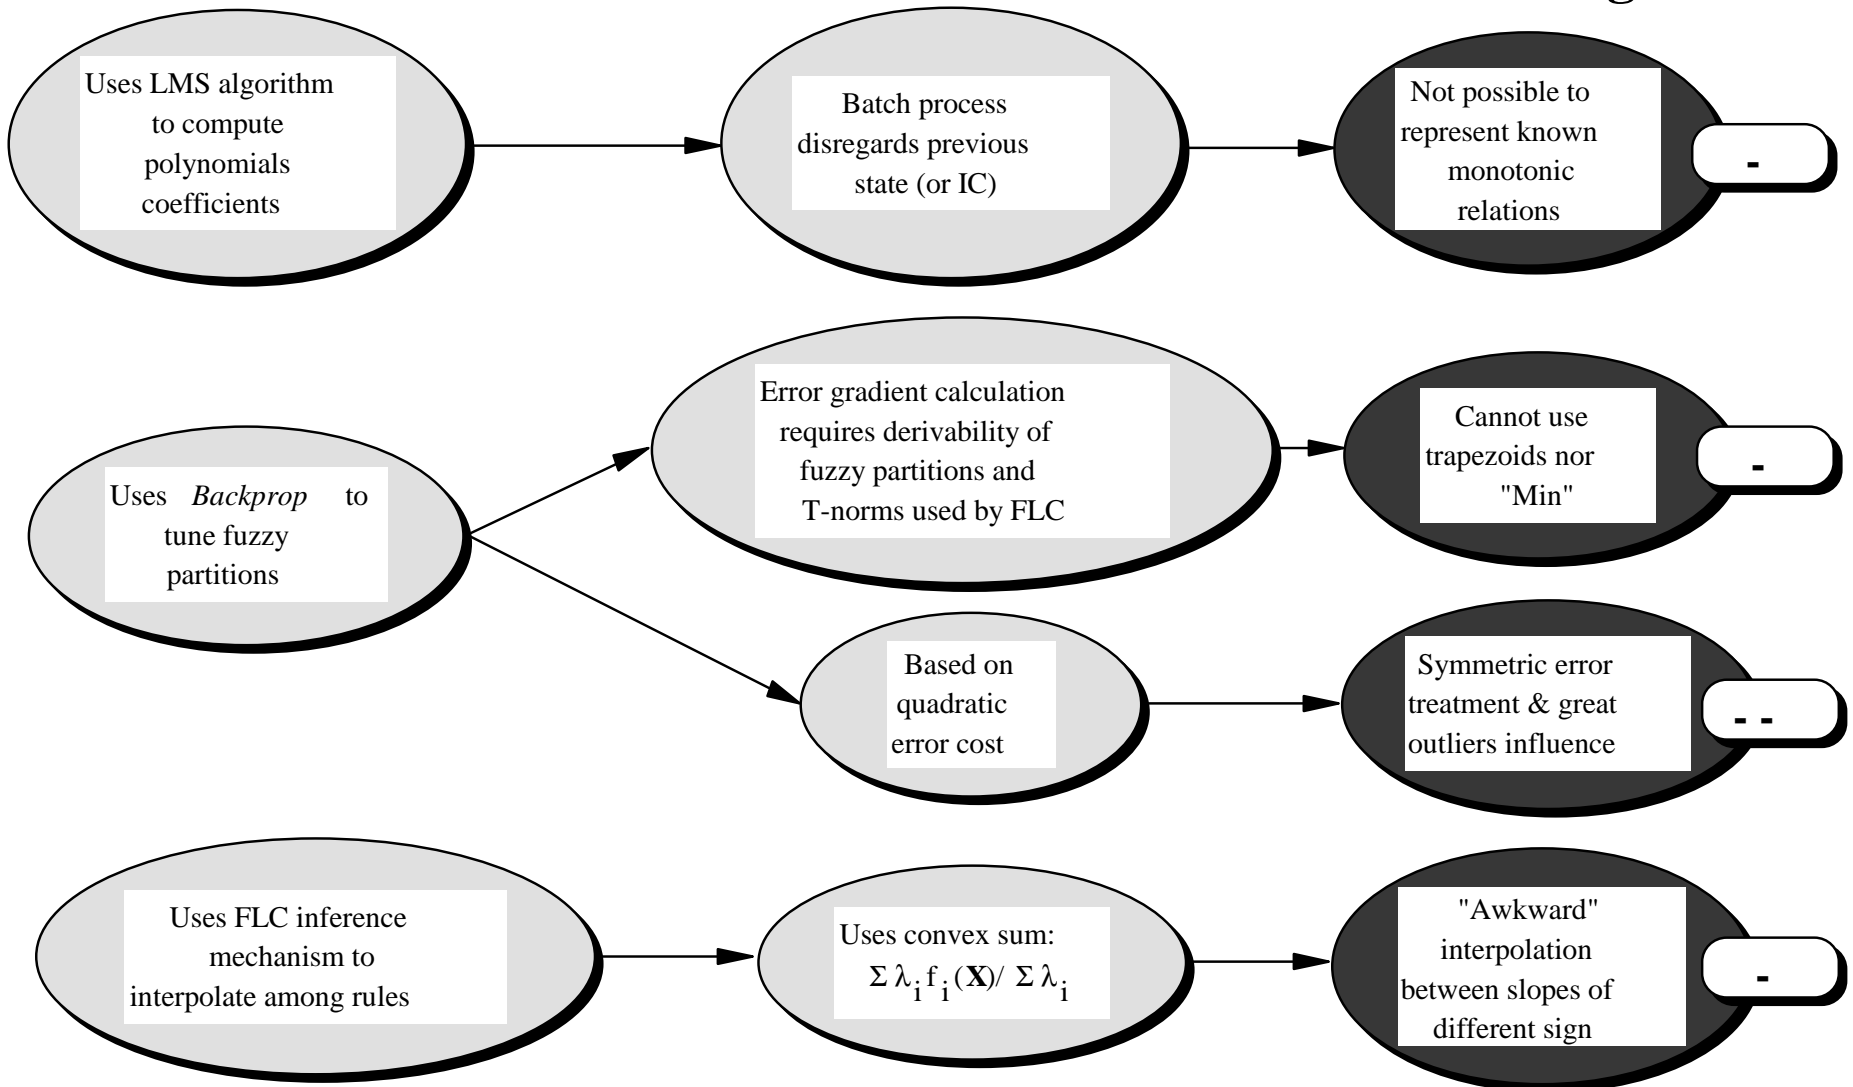 Uses LMS algorithm
to compute
polynomials
coefficients
Batch process
disregards previous
state (or IC)
Not possible to
represent known
monotonic
relations
-
Uses Backprop to
tune fuzzy
partitions
Error gradient calculation
requires derivability of
fuzzy partitions and
T-norms used by FLC
Cannot use
trapezoids nor
"Min"
-
Based on
quadratic
error cost
Symmetric error
treatment & great
outliers influence
- -
Uses FLC inference
mechanism to
interpolate among rules
Uses convex sum:
Σ λi fi (X)/ Σ λi
"Awkward"
interpolation
between slopes of
different sign
-